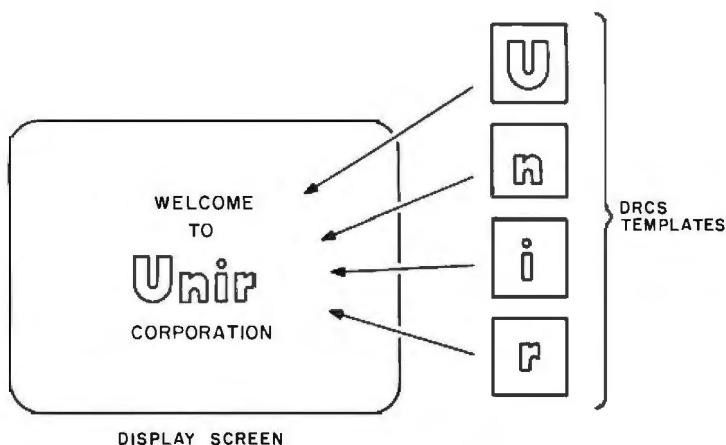 WELCOME
TO
Unir
CORPORATION
DISPLAY SCREEN
U
n
i
r
DRCS
TEMPLATES